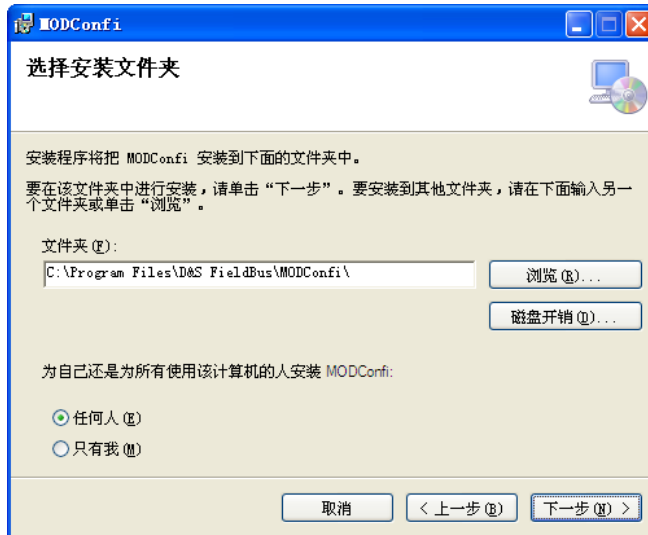 MODConfi
选择安装文件夹
安装程序将把 MODConfi 安装到下面的文件夹中。
要在该文件夹中进行安装，请单击“下一步”。要安装到其他文件夹，请在下面输入另一
个文件夹或单击“浏览”。
文件夹(F):
C:\Program Files\D&S FieldBus\MODConfi\
浏览(R)...
磁盘开销(D)...
为自己还是为所有使用该计算机的人安装 MODConfi:
任何人(E)
只有我(M)
取消
< 上一步(B)
下一步(N) >